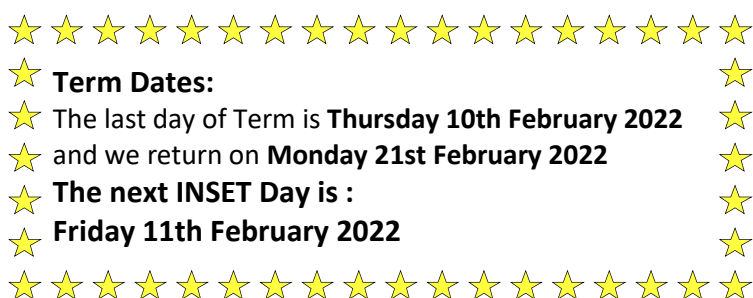 Term Dates:
The last day of Term is Thursday 10th February 2022
and we return on Monday 21st February 2022
The next INSET Day is :
Friday 11th February 2022